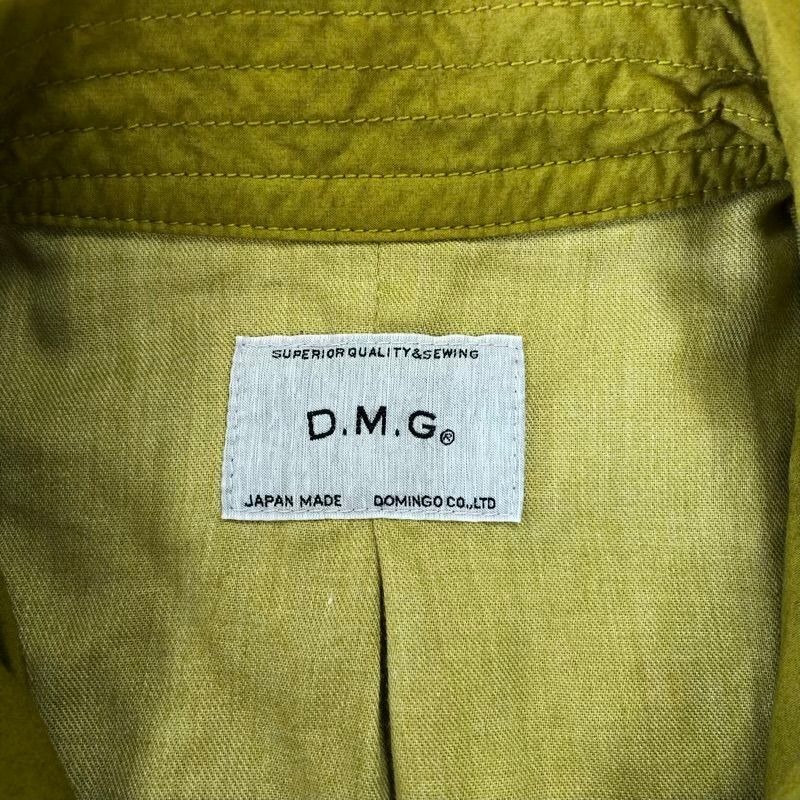 SUPERIOR QUALITY&SEWING
D.M.G®
JAPAN MADE DOMINGO CO.,LTD